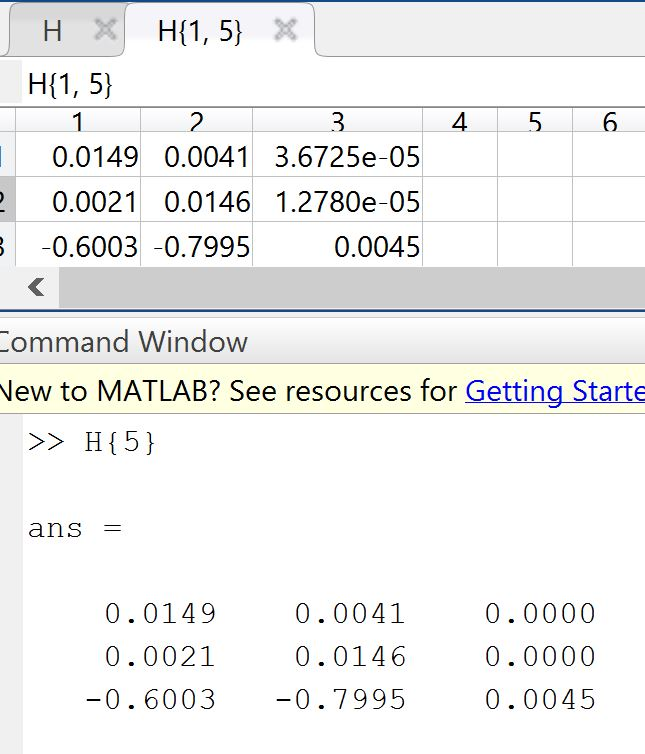 H H{1, 5}
H{1, 5}
1 2 3 4 5 6
0.0149 0.0041 3.6725e-05
2 0.0021 0.0146 1.2780e-05
3 -0.6003 -0.7995 0.0045
Command Window
New to MATLAB? See resources for Getting Starte
>> H{5}
ans =
0.0149 0.0041 0.0000
0.0021 0.0146 0.0000
-0.6003 -0.7995 0.0045